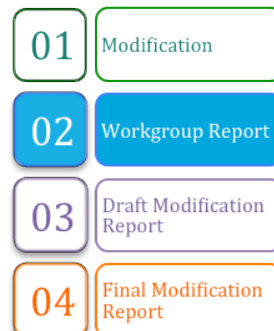 01
Modification
02
Workgroup Report
03
Draft Modification
Report
04
Final Modification
Report